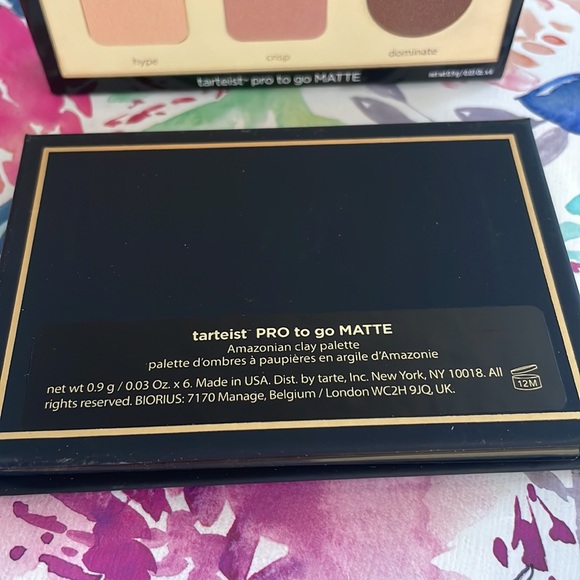 hype
crisp
dominate
tarteist™ pro to go MATTE
tarteist™ PRO to go MATTE
Amazonian clay palette
palette d'ombres à paupières en argile d'Amazonie
net wt 0.9 g / 0.03 Oz. x 6. Made in USA. Dist. by tarte, Inc. New York, NY 10018. All
rights reserved. BIORIUS: 7170 Manage, Belgium / London WC2H 9JQ, UK.
12M